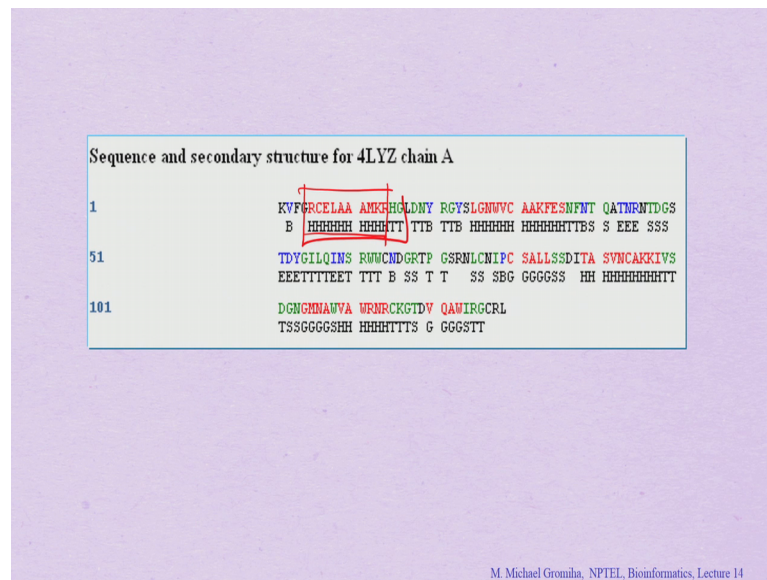 Sequence and secondary structure for 4LYZ chain A
1 KVFGRCELAA AMKRHGLDNY RGYSLGNWVC AAKFESNFNT QATNRNTDGS
B HHHHHH HHHHTT TTB TTB HHHHHH HHHHHHTTBS S EEE SSS
51 TDYGILQINS RWWCNDGRTP GSRNLCNIPC SALLSSDITA SVNCAKKIVS
EEETTTTEET TTT B SS T T SS SBG GGGGSS HH HHHHHHHHTT
101 DGNGMNAWVA WRNRCKGTDV QAWIRGCRL
TSSGGGGSHH HHHHTTTS G GGGSTT
M. Michael Gromiha, NPTEL, Bioinformatics, Lecture 14